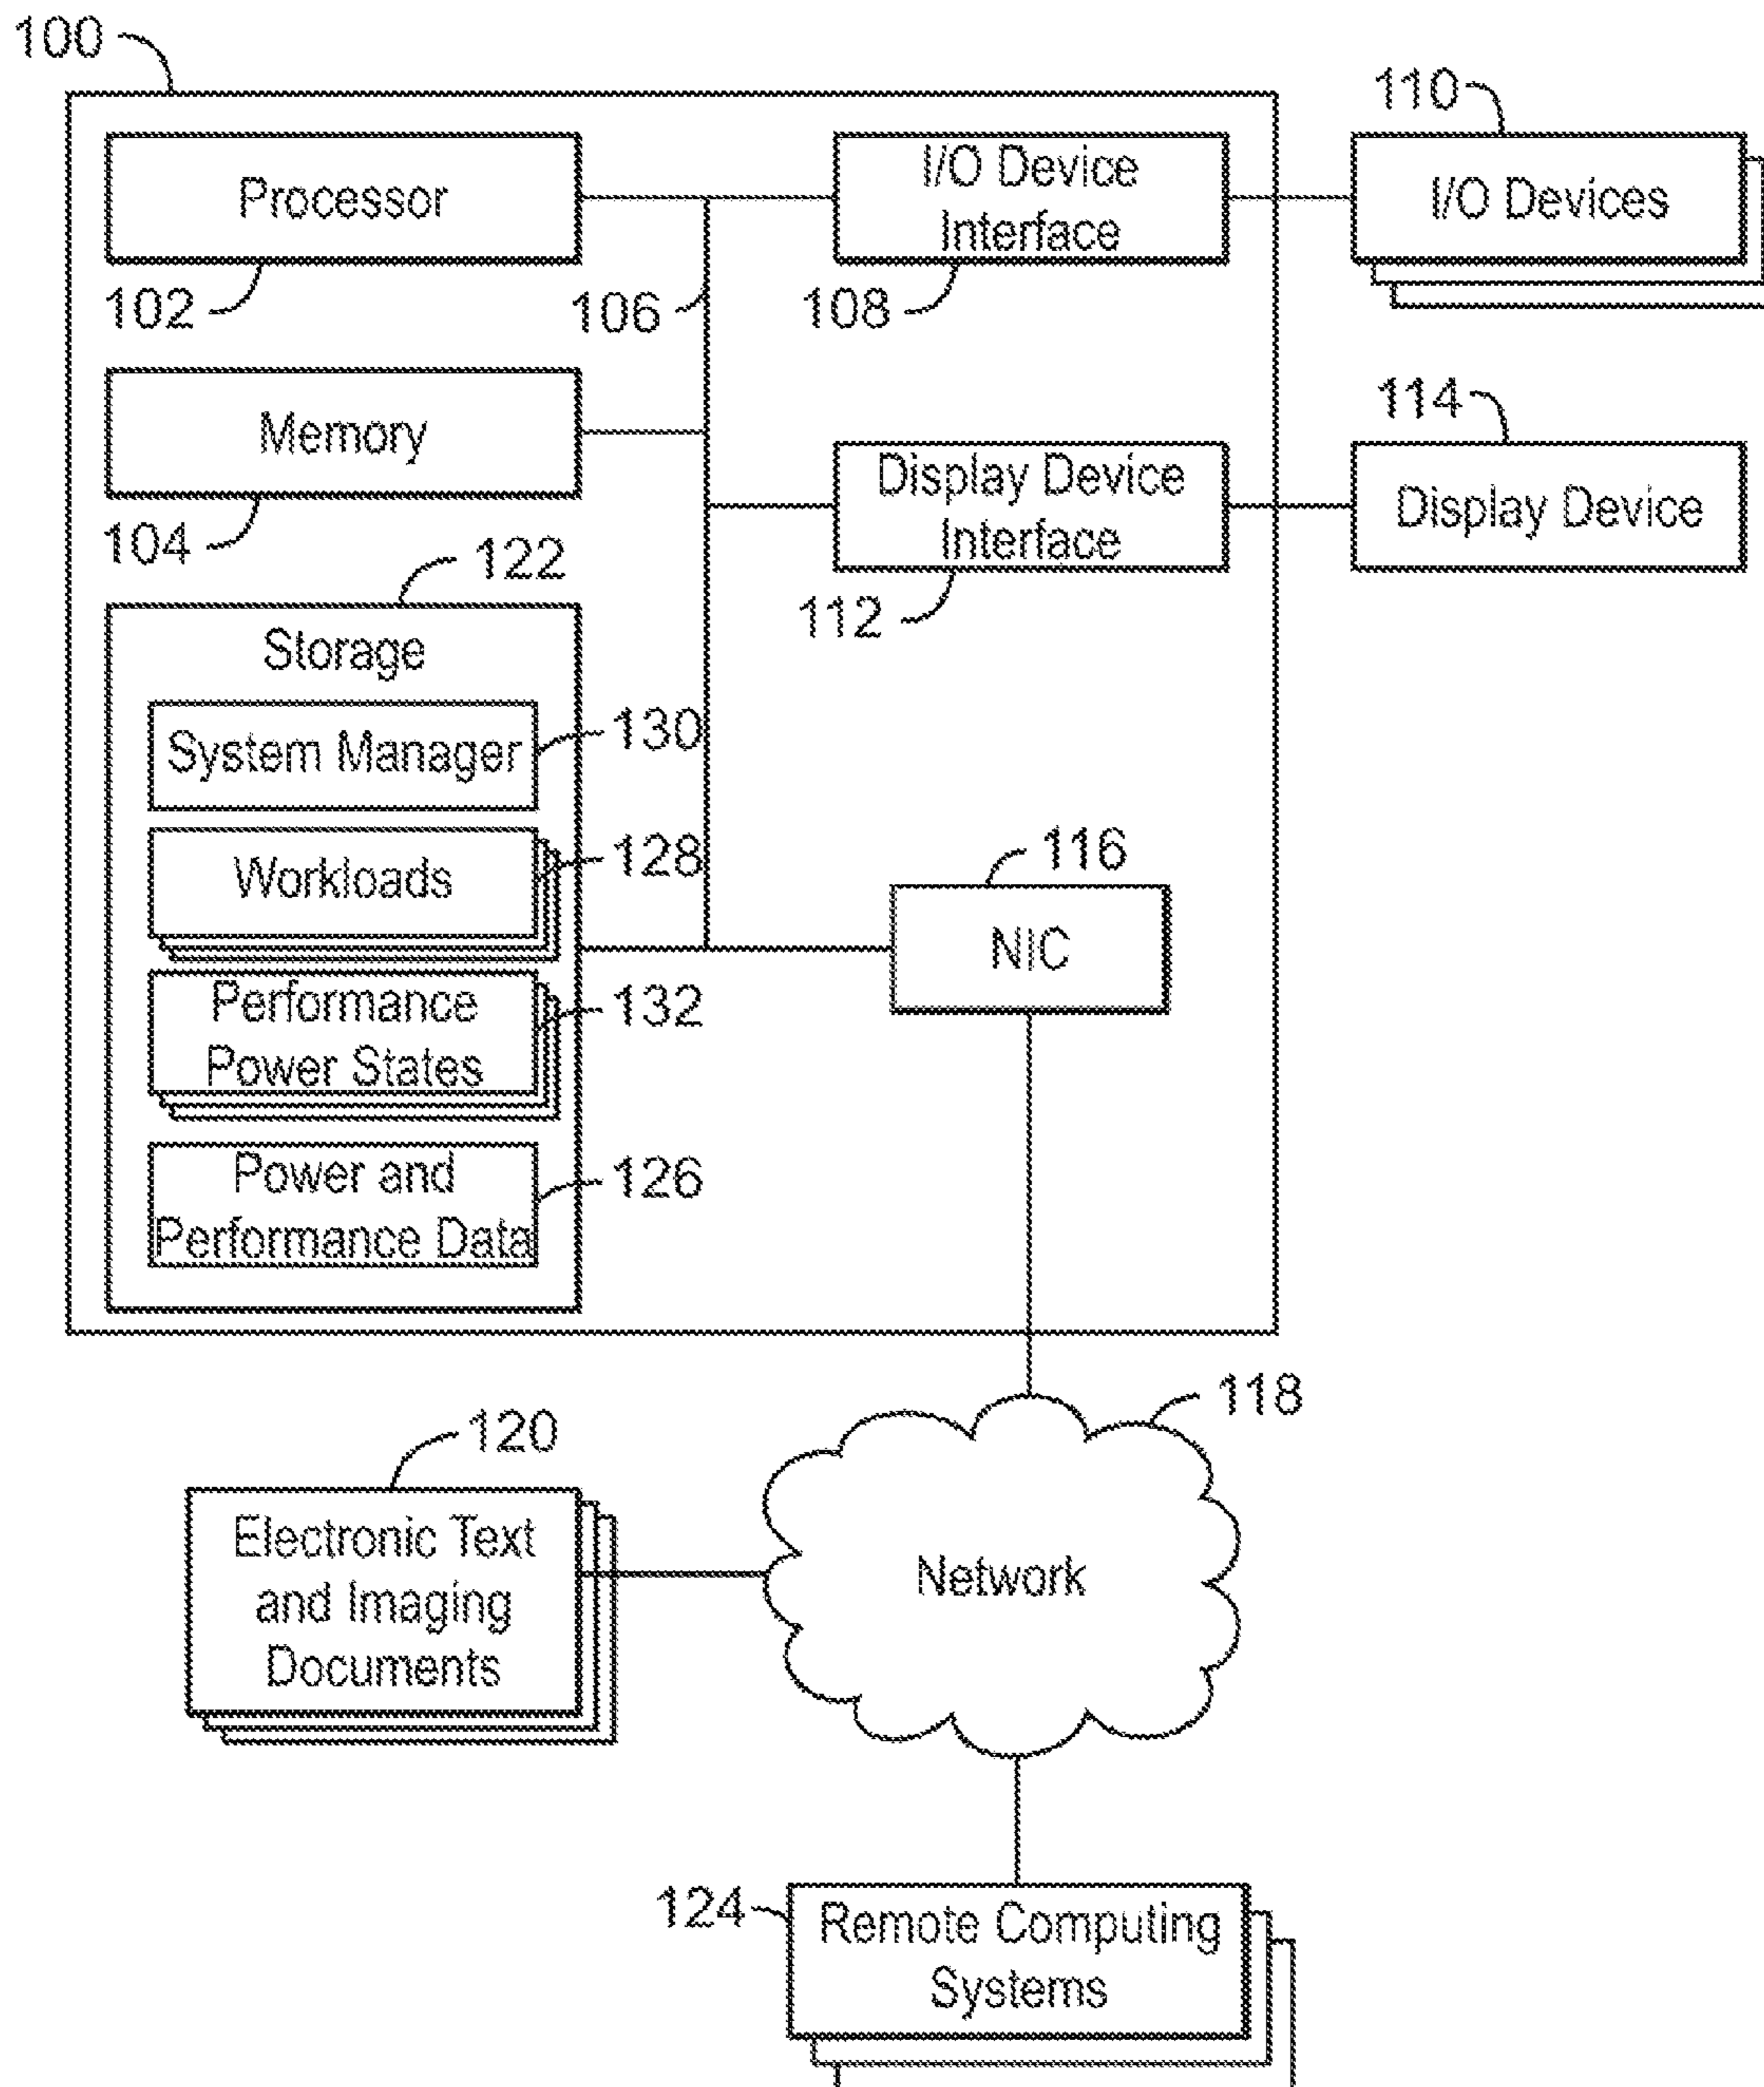 100
110
Processor
I/O Device
Interface
I/O Devices
102
106
108
114
Memory
Display Device
Interface
Display Device
104
122
112
Storage
System Manager
130
Workloads
128
116
NIC
Performance
Power States
132
Power and
Performance Data
126
118
120
Electronic Text
and Imaging
Documents
Network
124
Remote Computing
Systems